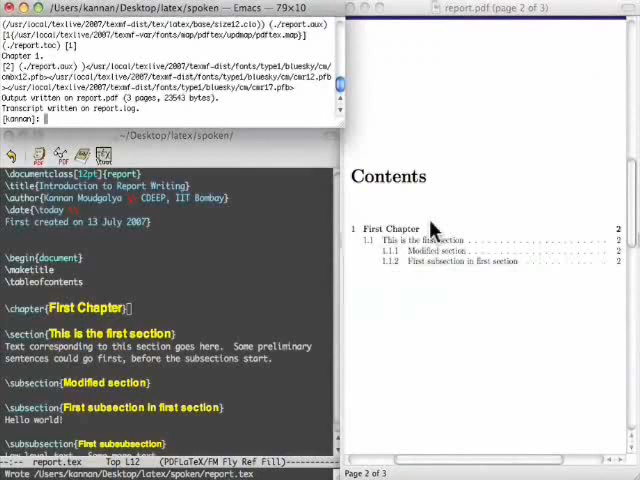 /Users/kannan/Desktop/latex/spoken — Emacs — 79×10
(/usr/local/texlive/2007/texmf-dist/tex/latex/base/size12.clo)) (./report.aux)
[1{/usr/local/texlive/2007/texmf-var/fonts/map/pdftex/updmap/pdftex.map}]
(./report.toc) [1]
Chapter 1.
[2] (./report.aux) )</usr/local/texlive/2007/texmf-dist/fonts/type1/bluesky/cm/
cmbx12.pfb></usr/local/texlive/2007/texmf-dist/fonts/type1/bluesky/cm/cmr12.pfb
></usr/local/texlive/2007/texmf-dist/fonts/type1/bluesky/cm/cmr17.pfb>
Output written on report.pdf (3 pages, 23543 bytes).
Transcript written on report.log.
[kannan]:
~/Desktop/latex/spoken/
\documentclass[12pt]{report}
\title{Introduction to Report Writing}
\author{Kannan Moudgalya \\ CDEEP, IIT Bombay}
\date{\today \\
First created on 13 July 2007}
\begin{document}
\maketitle
\tableofcontents
\chapter{First Chapter}
\section{This is the first section}
Text corresponding to this section goes here. Some preliminary
sentences could go first, before the subsections start.
\subsection{Modified section}
\subsection{First subsection in first section}
Hello world!
\subsubsection{First subsubsection}
--:-- report.tex Top L12 (PDFLaTeX/FM Fly Ref Fill)
Wrote /Users/kannan/Desktop/latex/spoken/report.tex
report.pdf (page 2 of 3)
Contents
1 First Chapter 2
1.1 This is the first section 2
1.1.1 Modified section 2
1.1.2 First subsection in first section 2
Page 2 of 3